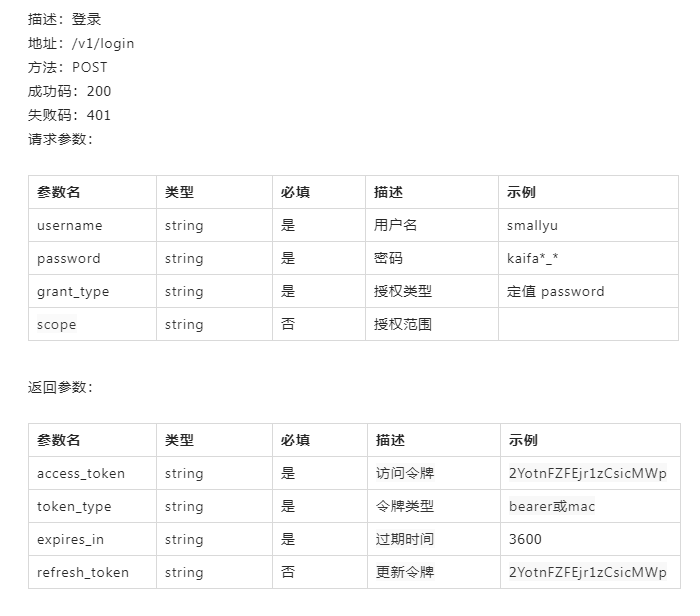 描述：登录
地址：/v1/login
方法：POST
成功码：200
失败码：401
请求参数：
参数名 类型 必填 描述 示例
username string 是 用户名 smallyu
password string 是 密码 kaifa*_*
grant_type string 是 授权类型 定值 password
scope string 否 授权范围
返回参数：
参数名 类型 必填 描述 示例
access_token string 是 访问令牌 2YotnFZFEjr1zCsicMWp
token_type string 是 令牌类型 bearer或mac
expires_in string 是 过期时间 3600
refresh_token string 否 更新令牌 2YotnFZFEjr1zCsicMWp